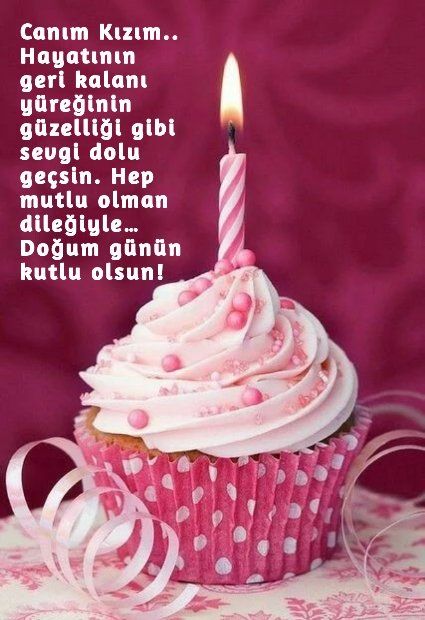 Canım Kızım..
Hayatının
geri kalanı
yüreğinin
güzelliği gibi
sevgi dolu
geçsin. Hep
mutlu olman
dileğiyle...
Doğum günün
kutlu olsun!